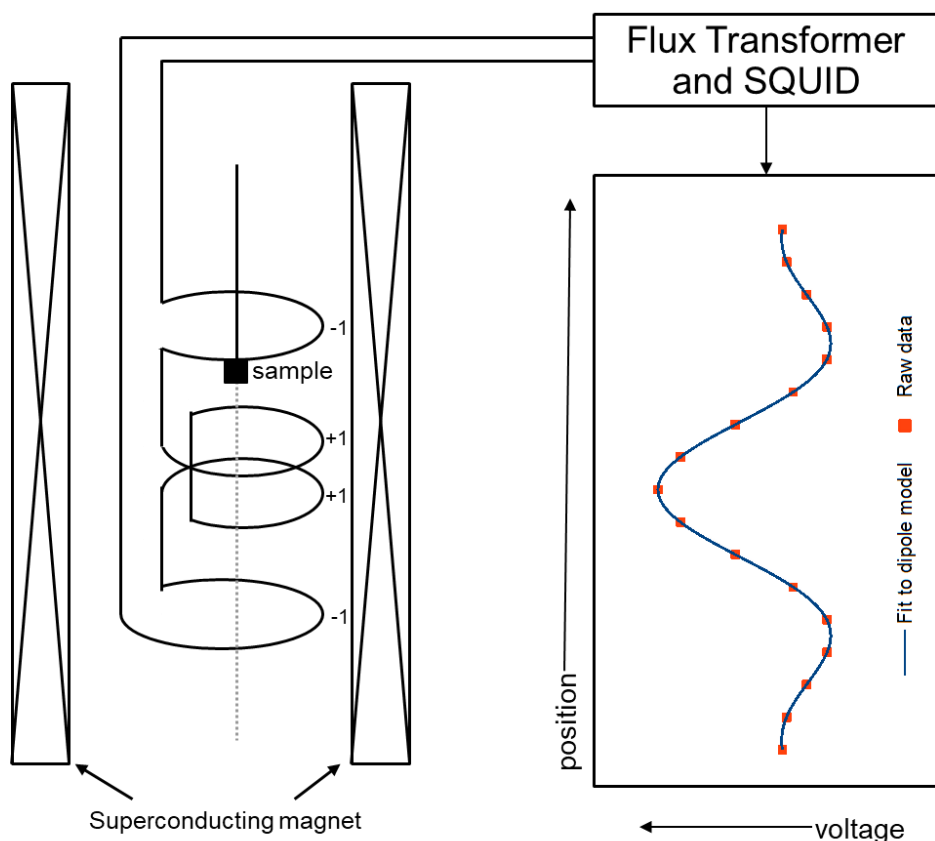 Flux Transformer
and SQUID
-1
sample
+1
+1
-1
Superconducting magnet
position
voltage
Fit to dipole model
Raw data